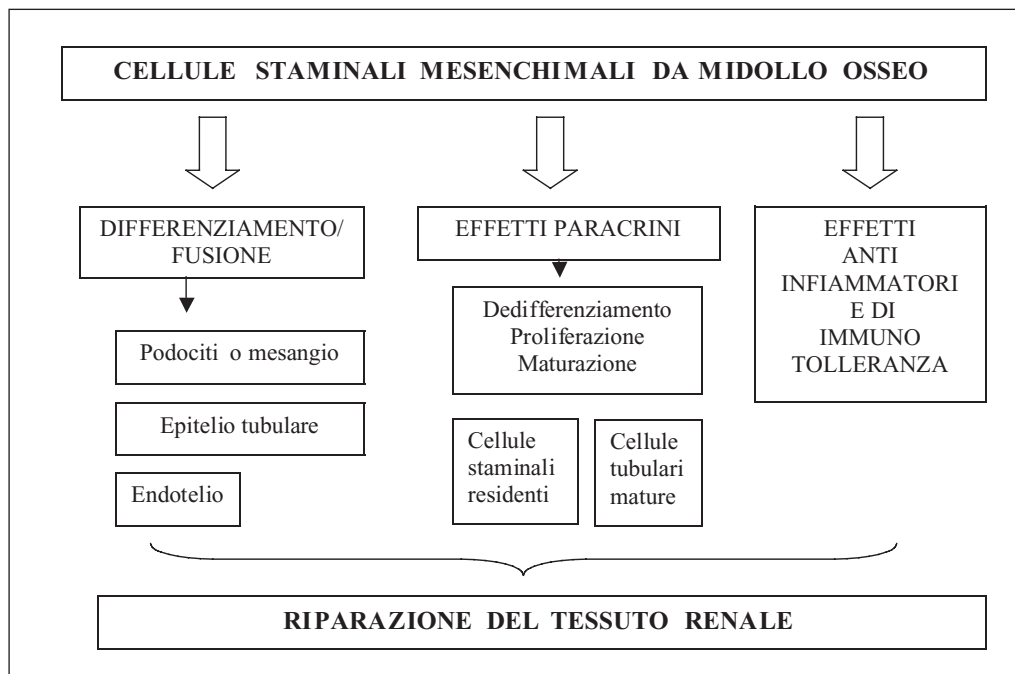 CELLULE STAMINALI MESENCHIMALI DA MIDOLLO OSSEO
DIFFERENZIAMENTO/
FUSIONE
Podociti o mesangio
Epitelio tubulare
Endotelio
EFFETTI PARACRINI
Dedifferenziamento
Proliferazione
Maturazione
Cellule
staminali
residenti
Cellule
tubulari
mature
EFFETTI
ANTI
INFIAMMATORI
E DI
IMMUNO
TOLLERANZA
RIPARAZIONE DEL TESSUTO RENALE